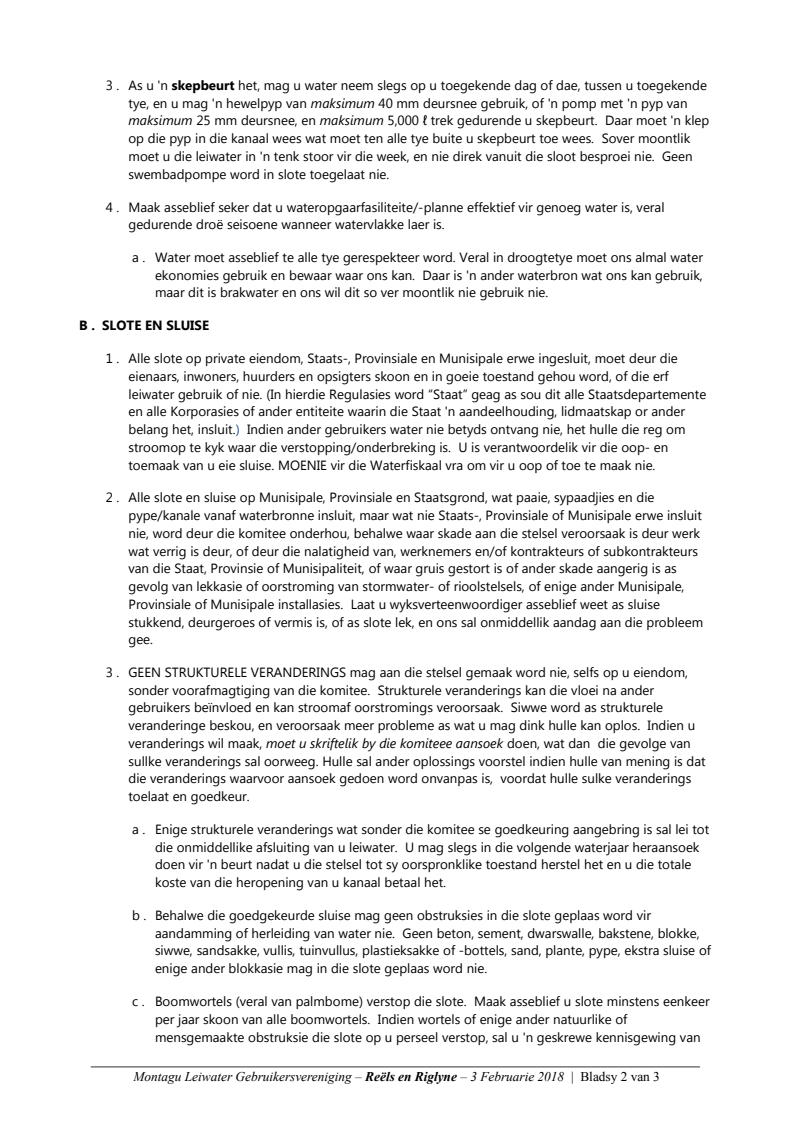 3 . As u 'n skepbeurt het, mag u water neem slegs op u toegekende dag of dae, tussen u toegekende
tye, en u mag 'n hewelpyp van maksimum 40 mm deursnee gebruik, of 'n pomp met 'n pyp van
maksimum 25 mm deursnee, en maksimum 5,000 ℓ trek gedurende u skepbeurt. Daar moet 'n klep
op die pyp in die kanaal wees wat moet ten alle tye buite u skepbeurt toe wees. Sover moontlik
moet u die leiwater in 'n tenk stoor vir die week, en nie direk vanuit die sloot besproei nie. Geen
swembadpompe word in slote toegelaat nie.
4 . Maak asseblief seker dat u wateropgaarfasiliteite/-planne effektief vir genoeg water is, veral
gedurende droë seisoene wanneer watervlakke laer is.
a . Water moet asseblief te alle tye gerespekteer word. Veral in droogtetye moet ons almal water
ekonomies gebruik en bewaar waar ons kan. Daar is 'n ander waterbron wat ons kan gebruik,
maar dit is brakwater en ons wil dit so ver moontlik nie gebruik nie.
B . SLOTE EN SLUISE
1 . Alle slote op private eiendom, Staats-, Provinsiale en Munisipale erwe ingesluit, moet deur die
eienaars, inwoners, huurders en opsigters skoon en in goeie toestand gehou word, of die erf
leiwater gebruik of nie. (In hierdie Regulasies word “Staat” geag as sou dit alle Staatsdepartemente
en alle Korporasies of ander entiteite waarin die Staat 'n aandeelhouding, lidmaatskap or ander
belang het, insluit.) Indien ander gebruikers water nie betyds ontvang nie, het hulle die reg om
stroomop te kyk waar die verstopping/onderbreking is. U is verantwoordelik vir die oop- en
toemaak van u eie sluise. MOENIE vir die Waterfiskaal vra om vir u oop of toe te maak nie.
2 . Alle slote en sluise op Munisipale, Provinsiale en Staatsgrond, wat paaie, sypaadjies en die
pype/kanale vanaf waterbronne insluit, maar wat nie Staats-, Provinsiale of Munisipale erwe insluit
nie, word deur die komitee onderhou, behalwe waar skade aan die stelsel veroorsaak is deur werk
wat verrig is deur, of deur die nalatigheid van, werknemers en/of kontrakteurs of subkontrakteurs
van die Staat, Provinsie of Munisipaliteit, of waar gruis gestort is of ander skade aangerig is as
gevolg van lekkasie of oorstroming van stormwater- of rioolstelsels, of enige ander Munisipale,
Provinsiale of Munisipale installasies. Laat u wyksverteenwoordiger asseblief weet as sluise
stukkend, deurgeroes of vermis is, of as slote lek, en ons sal onmiddellik aandag aan die probleem
gee.
3 . GEEN STRUKTURELE VERANDERINGS mag aan die stelsel gemaak word nie, selfs op u eiendom,
sonder voorafmagtiging van die komitee. Strukturele veranderings kan die vloei na ander
gebruikers beïnvloed en kan stroomaf oorstromings veroorsaak. Siwwe word as strukturele
veranderinge beskou, en veroorsaak meer probleme as wat u mag dink hulle kan oplos. Indien u
veranderings wil maak, moet u skriftelik by die komiteee aansoek doen, wat dan die gevolge van
sullke veranderings sal oorweeg. Hulle sal ander oplossings voorstel indien hulle van mening is dat
die veranderings waarvoor aansoek gedoen word onvanpas is, voordat hulle sulke veranderings
toelaat en goedkeur.
a . Enige strukturele veranderings wat sonder die komitee se goedkeuring aangebring is sal lei tot
die onmiddellike afsluiting van u leiwater. U mag slegs in die volgende waterjaar heraansoek
doen vir 'n beurt nadat u die stelsel tot sy oorspronklike toestand herstel het en u die totale
koste van die heropening van u kanaal betaal het.
b . Behalwe die goedgekeurde sluise mag geen obstruksies in die slote geplaas word vir
aandamming of herleiding van water nie. Geen beton, sement, dwarswalle, bakstene, blokke,
siwwe, sandsakke, vullis, tuinvullus, plastieksakke of -bottels, sand, plante, pype, ekstra sluise of
enige ander blokkasie mag in die slote geplaas word nie.
c . Boomwortels (veral van palmbome) verstop die slote. Maak asseblief u slote minstens eenkeer
per jaar skoon van alle boomwortels. Indien wortels of enige ander natuurlike of
mensgemaakte obstruksie die slote op u perseel verstop, sal u 'n geskrewe kennisgewing van
Montagu Leiwater Gebruikersvereniging – Reëls en Riglyne – 3 Februarie 2018 | Bladsy 2 van 3